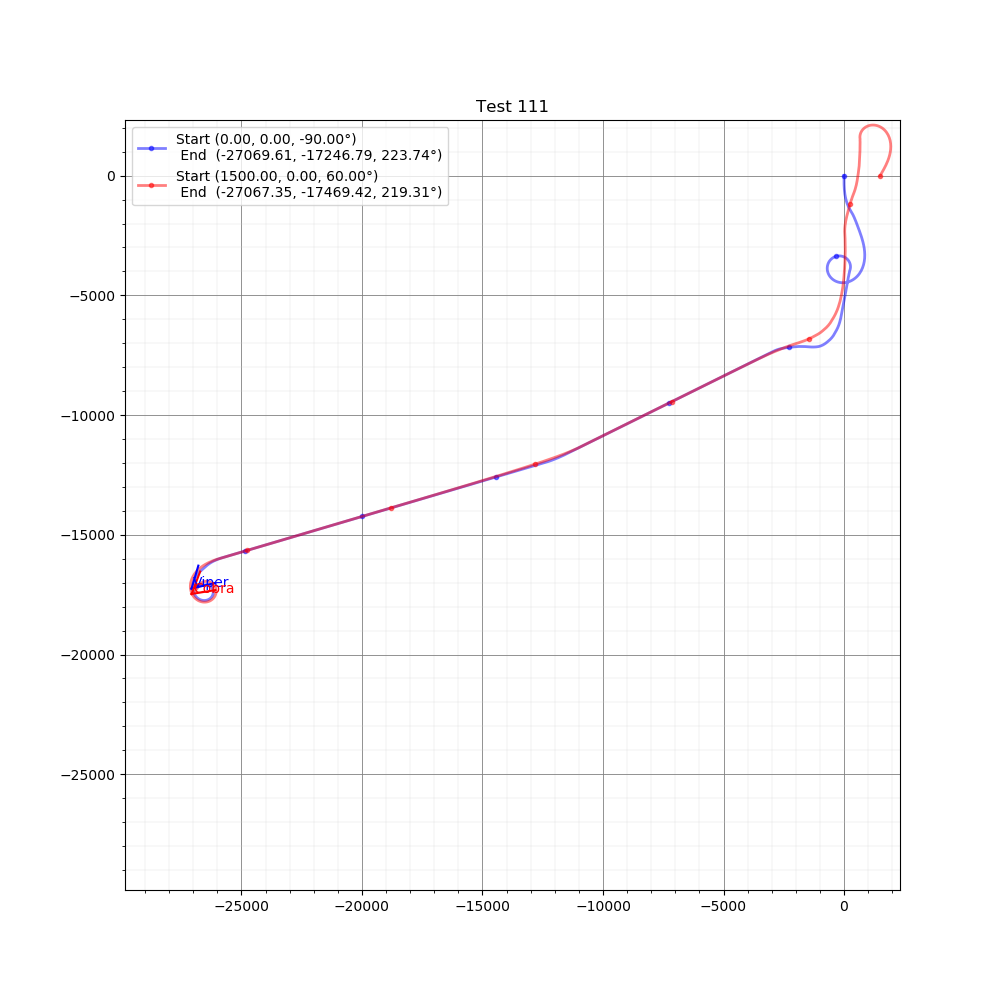 Test 111
Start (0.00, 0.00, -90.00°)
End (-27069.61, -17246.79, 223.74°)
Start (1500.00, 0.00, 60.00°)
End (-27067.35, -17469.42, 219.31°)
0
−5000
−10000
−15000
−20000
−25000
−25000
−20000
−15000
−10000
−5000
0